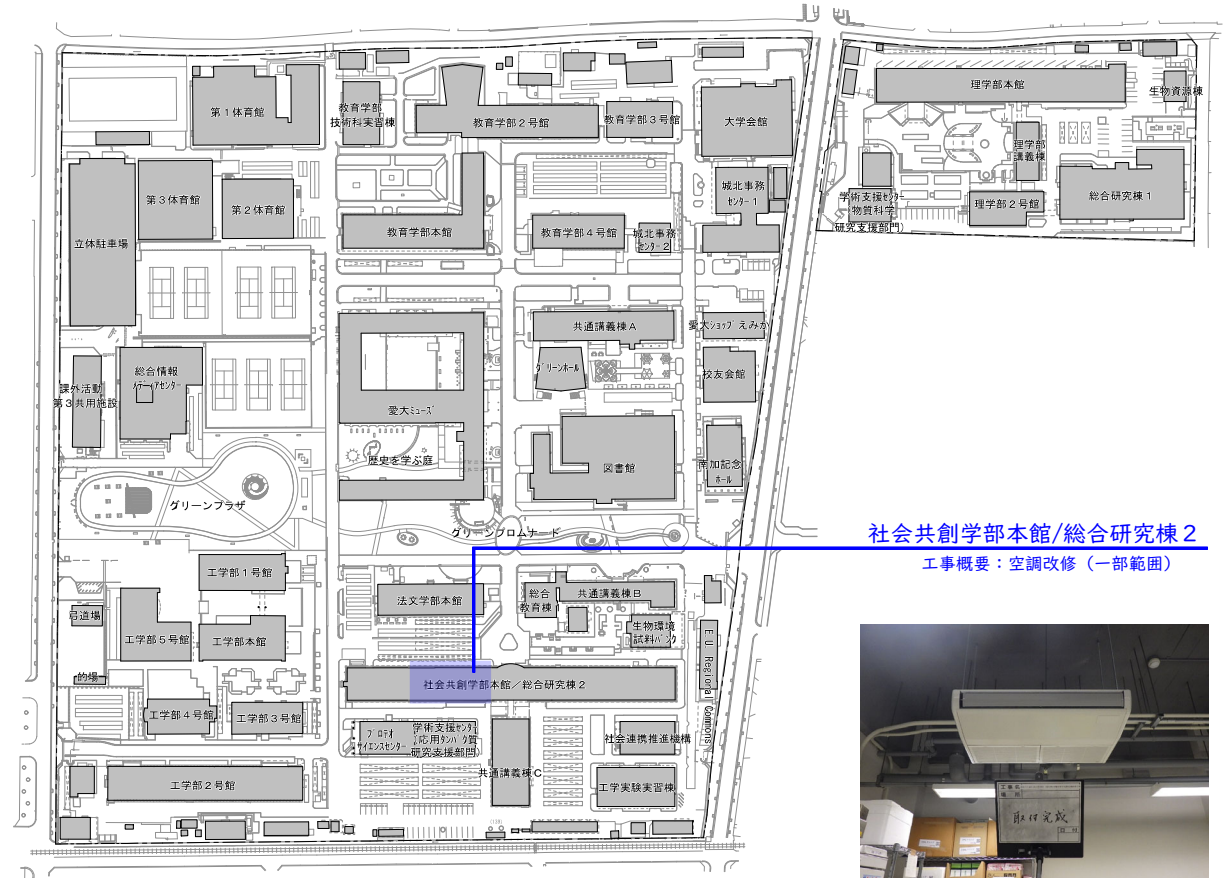 第１体育館
教育学部
技術科実習棟
教育学部２号館
教育学部３号館
大学会館
理学部本館
生物資源棟
理学部
講義棟
第３体育館
第２体育館
城北事務
センター１
学術支援センター
物質科学
研究支援部門)
理学部２号館
総合研究棟１
立体駐車場
教育学部本館
教育学部４号館
城北事務
センター２
共通講義棟Ａ
愛大ショップえみか
総合情報
メディアセンター
グリーンホール
校友会館
課外活動
第３共用施設
愛大ミューズ
歴史を学ぶ庭
図書館
南加記念
ホール
グリーンプラザ
グリーンプロムナード
社会共創学部本館/総合研究棟２
工事概要：空調改修（一部範囲）
工学部１号館
法文学部本館
総合
教育棟１
共通講義棟Ｂ
弓道場
工学部５号館
工学部本館
生物環境
試料バンク
ＥＵ Regional Commons
的場
社会共創学部本館／総合研究棟２
工学部４号館
工学部３号館
プロテオ
サイエンスセンター
学術支援センター
(応用タンパク質
研究支援部門)
社会連携推進機構
工学部２号館
共通講義棟Ｃ
工学実験実習棟
工事名
取付完成